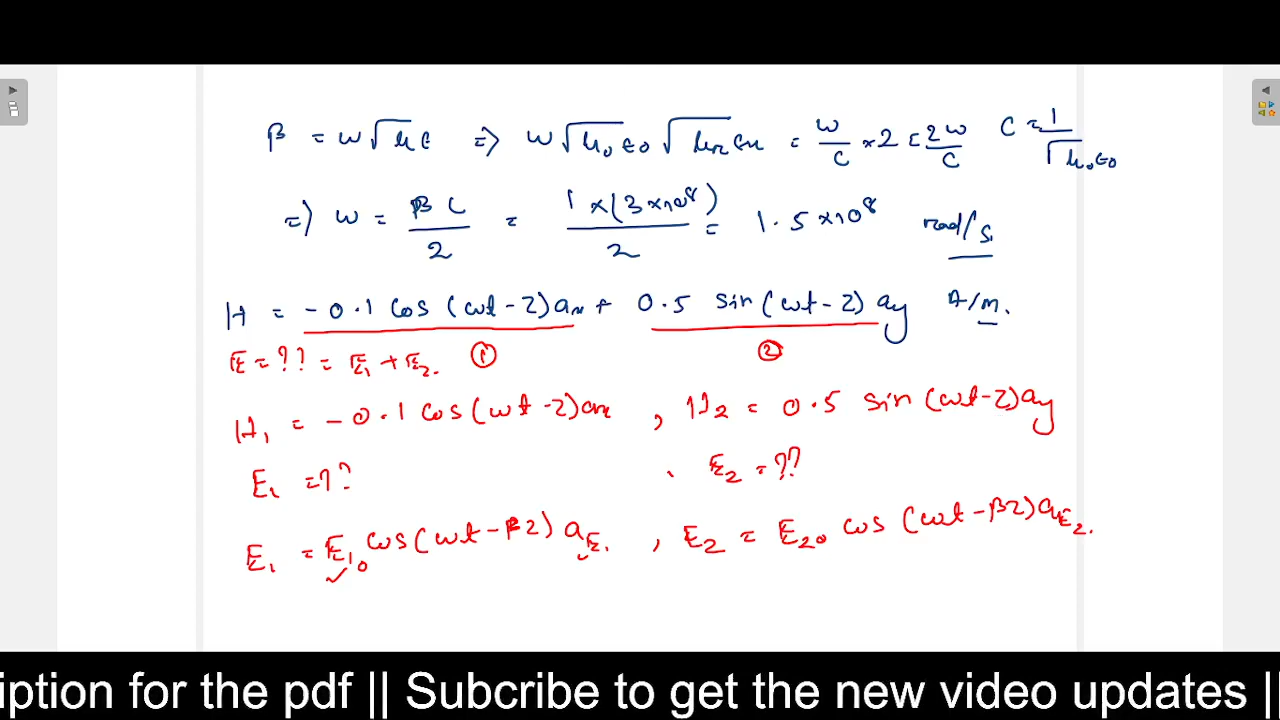 β = ω√με ⇒ ω√μ₀ε₀ √μrεr = ω/c × 2 = 2ω/c C = 1/√μ₀ε₀
⇒ ω = βc/2 = 1×(3×10⁸)/2 = 1.5×10⁸ rad/s
H = -0.1 cos(ωt-z)ax + 0.5 sin(ωt-z)ay A/m.
E = ?? = E₁ + E₂. ① ②
H₁ = -0.1 cos(ωt-z)ax , H₂ = 0.5 sin(ωt-z)ay
E₁ = ?? , E₂ = ??
E₁ = E₁₀ cos(ωt-βz) aE₁ , E₂ = E₂₀ cos(ωt-βz)aE₂.
iption for the pdf || Subcribe to get the new video updates ||